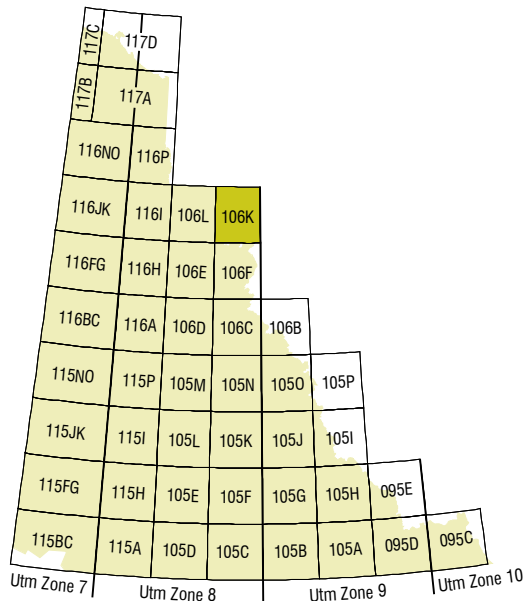 117C 117D
117B 117A
116NO 116P
116JK 116I 106L 106K
116FG 116H 106E 106F
116BC 116A 106D 106C 106B
115NO 115P 105M 105N 105O 105P
115JK 115I 105L 105K 105J 105I
115FG 115H 105E 105F 105G 105H 095E
115BC 115A 105D 105C 105B 105A 095D 095C
Utm Zone 7 Utm Zone 8 Utm Zone 9 Utm Zone 10